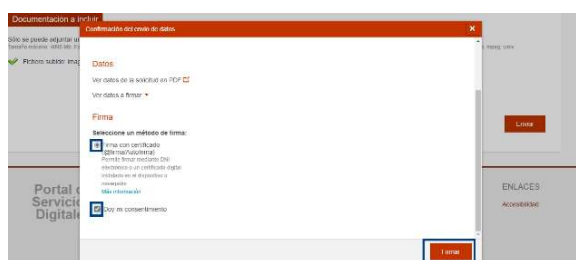 Documentación a incluir
Confirmación del envío de datos
×
Sólo se puede adjuntar un
Fichero subido: imag
Datos
Ver datos de la solicitud en PDF
Ver datos a firmar
Firma
Seleccione un método de firma:
Firma con certificado
(@firma/Autofirma)
Permite firmar mediante DNI
electrónico o un certificado digital
instalado en el dispositivo o
navegador
Más información
Doy mi consentimiento
Firmar
Enviar
Portal d
Servicio
Digitale
ENLACES
Accesibilidad